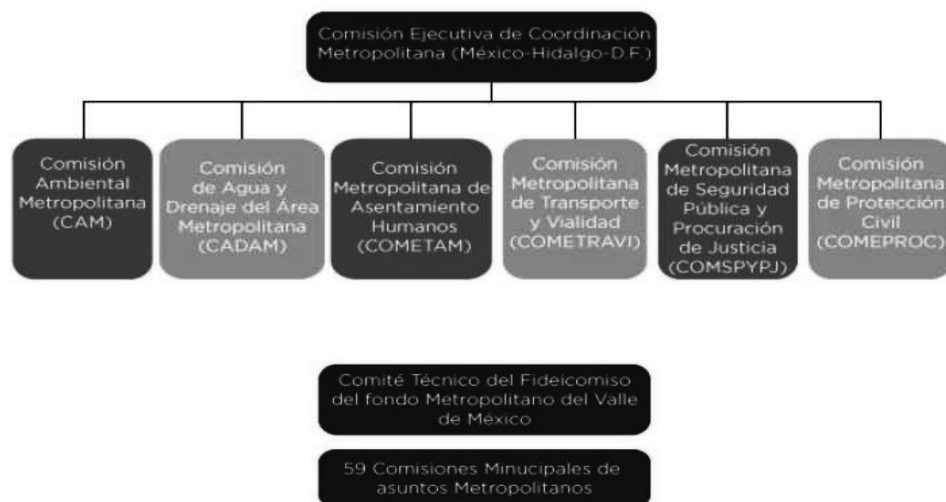 Comisión Ejecutiva de Coordinación
Metropolitana (México-Hidalgo-D.F.)
Comisión
Ambiental
Metropolitana
(CAM)
Comisión
de Agua y
Drenaje del Área
Metropolitana
(CADAM)
Comisión
Metropolitana de
Asentamiento
Humanos
(COMETAM)
Comisión
Metropolitana
de Transporte
y Vialidad
(COMETRAVI)
Comisión
Metropolitana
de Seguridad
Pública y
Procuración
de Justicia
(COMSPYPJ)
Comisión
Metropolitana
de Protección
Civil
(COMEPROC)
Comité Técnico del Fideicomiso
del fondo Metropolitano del Valle
de México
59 Comisiones Minucipales de
asuntos Metropolitanos